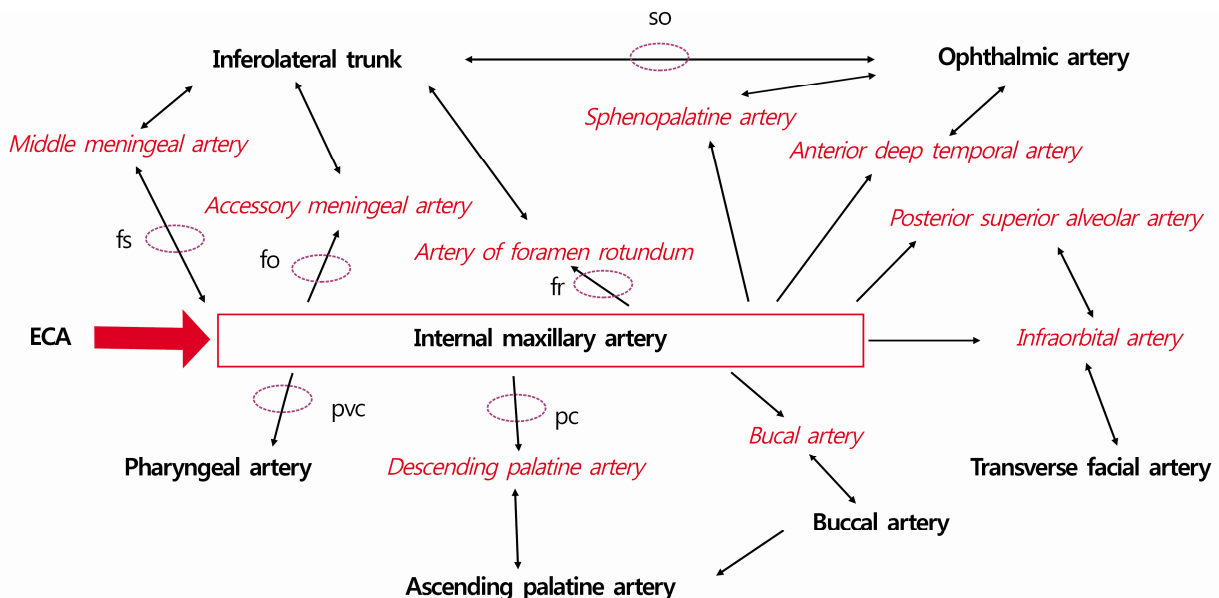 so
Inferolateral trunk
Ophthalmic artery
Sphenopalatine artery
Middle meningeal artery
Anterior deep temporal artery
Accessory meningeal artery
Posterior superior alveolar artery
fs
fo
Artery of foramen rotundum
fr
ECA
Internal maxillary artery
Infraorbital artery
pvc
pc
Bucal artery
Pharyngeal artery
Descending palatine artery
Transverse facial artery
Buccal artery
Ascending palatine artery